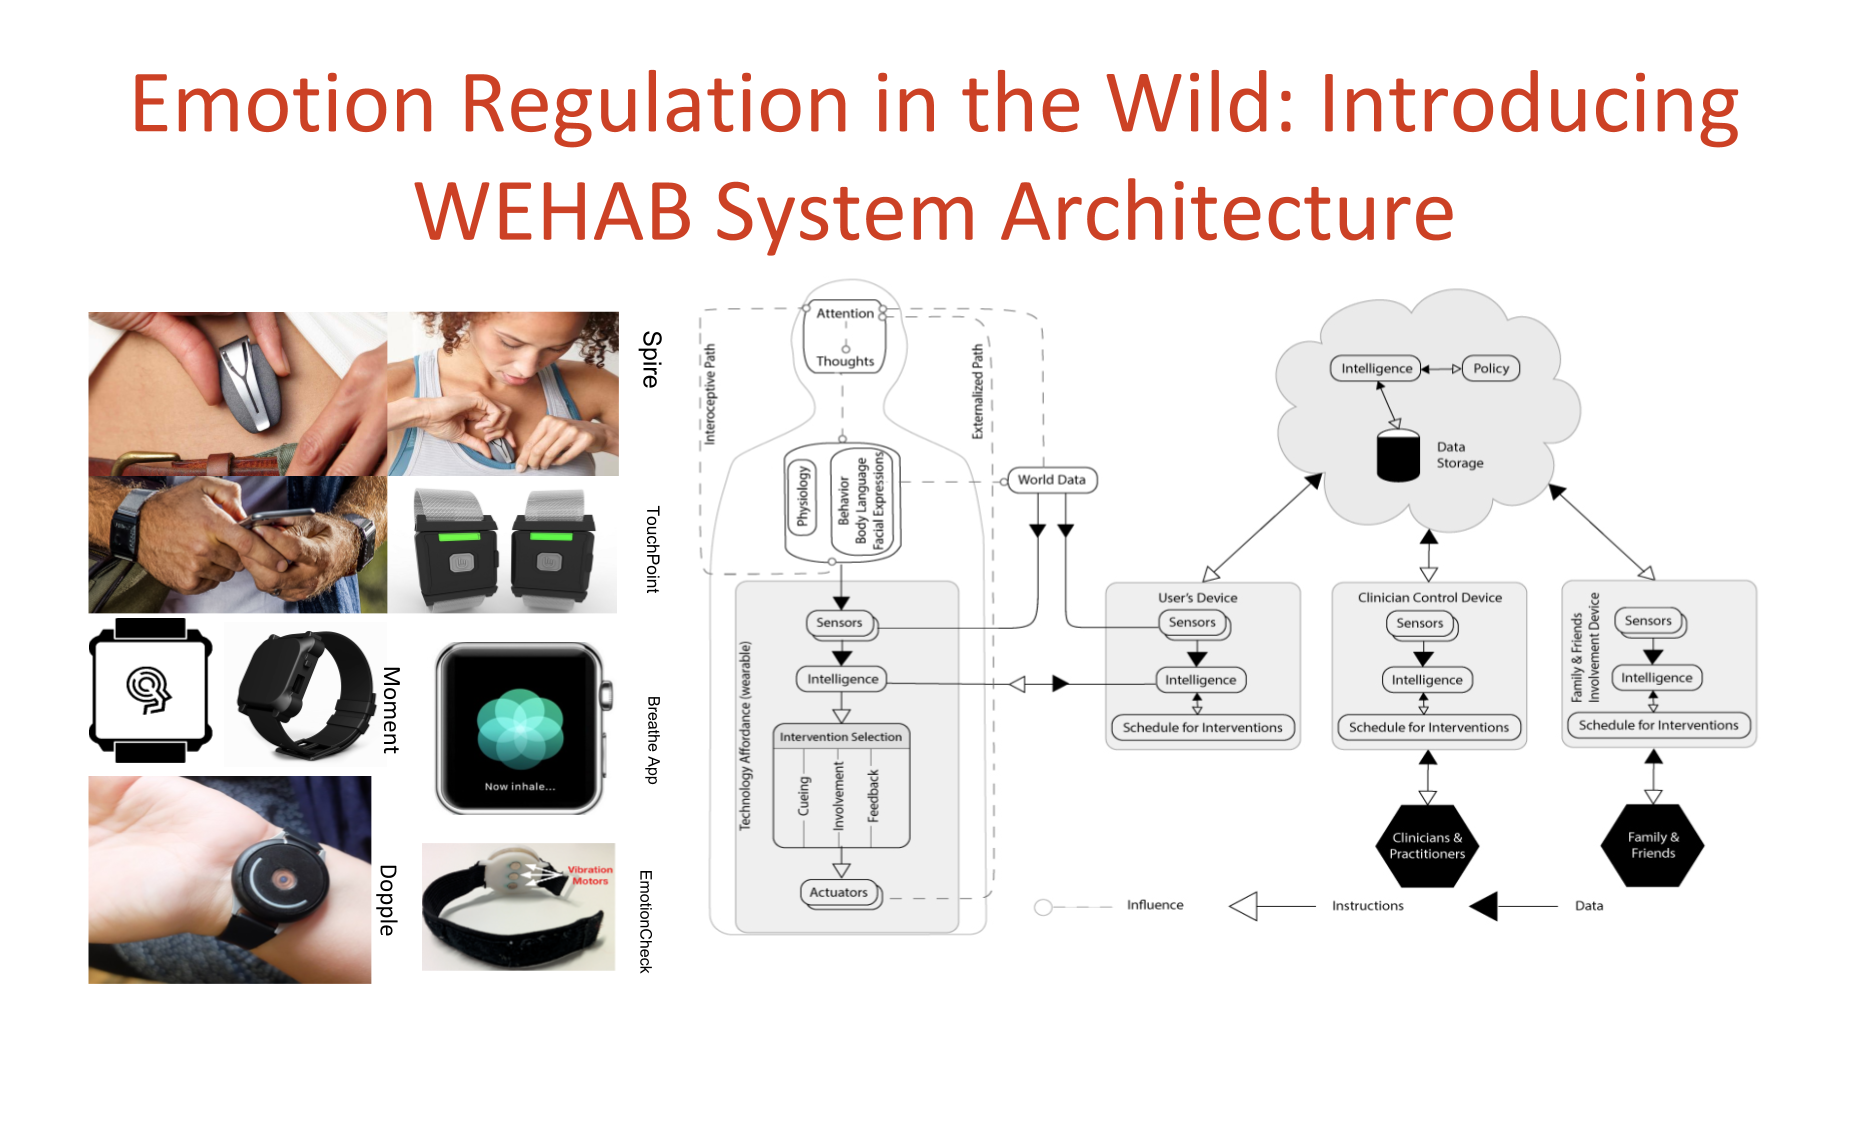 Emotion Regulation in the Wild: Introducing
WEHAB System Architecture
Spire
TouchPoint
Moment
Breathe App
Now inhale...
Dopple
EmotionCheck
Vibration
Motors
Interoceptive Path
Attention
Thoughts
Externalized Path
Physiology
Behavior
Body Language
Facial Expressions
World Data
Technology Affordance (wearable)
Sensors
Intelligence
Intervention Selection
Cueing
Involvement
Feedback
Actuators
Intelligence
Policy
Data
Storage
User's Device
Sensors
Intelligence
Schedule for Interventions
Clinician Control Device
Sensors
Intelligence
Schedule for Interventions
Family & Friends
Involvement Device
Sensors
Intelligence
Schedule for Interventions
Clinicians &
Practitioners
Family &
Friends
Influence
Instructions
Data